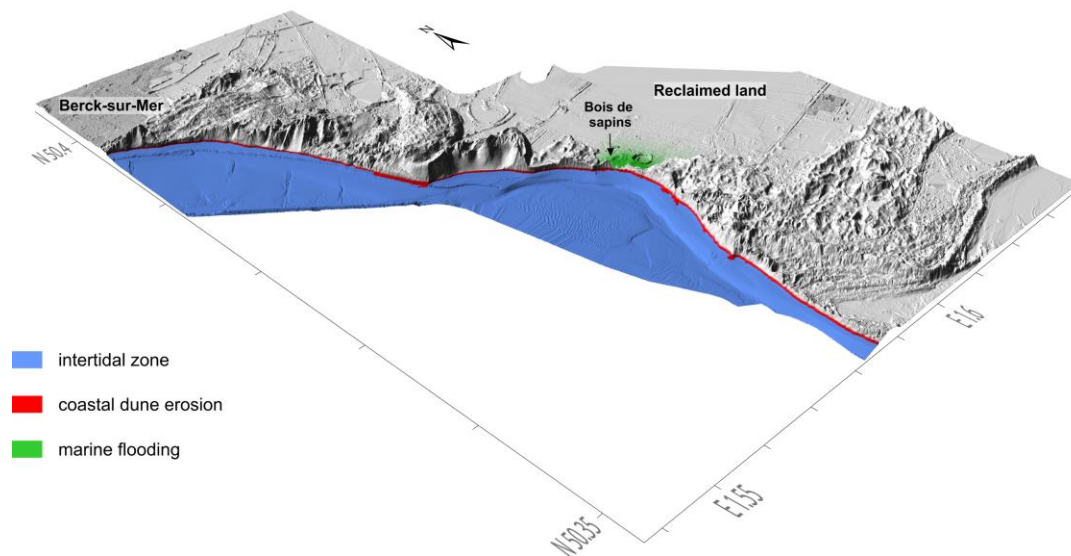 N
Berck-sur-Mer
Reclaimed land
Bois de
sapins
N 50.4
E 1.6
intertidal zone
coastal dune erosion
marine flooding
E 1.55
N 50.35